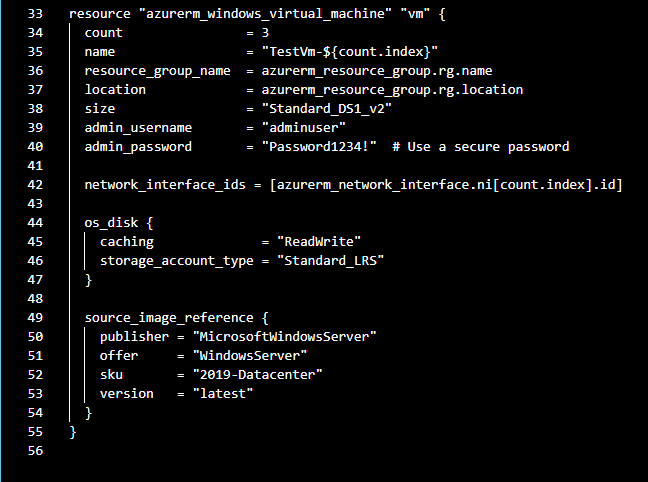 33 resource "azurerm_windows_virtual_machine" "vm" {
34   count               = 3
35   name                = "TestVm-${count.index}"
36   resource_group_name = azurerm_resource_group.rg.name
37   location            = azurerm_resource_group.rg.location
38   size                = "Standard_DS1_v2"
39   admin_username      = "adminuser"
40   admin_password      = "Password1234!"  # Use a secure password
41
42   network_interface_ids = [azurerm_network_interface.ni[count.index].id]
43
44   os_disk {
45     caching              = "ReadWrite"
46     storage_account_type = "Standard_LRS"
47   }
48
49   source_image_reference {
50     publisher = "MicrosoftWindowsServer"
51     offer     = "WindowsServer"
52     sku       = "2019-Datacenter"
53     version   = "latest"
54   }
55 }
56